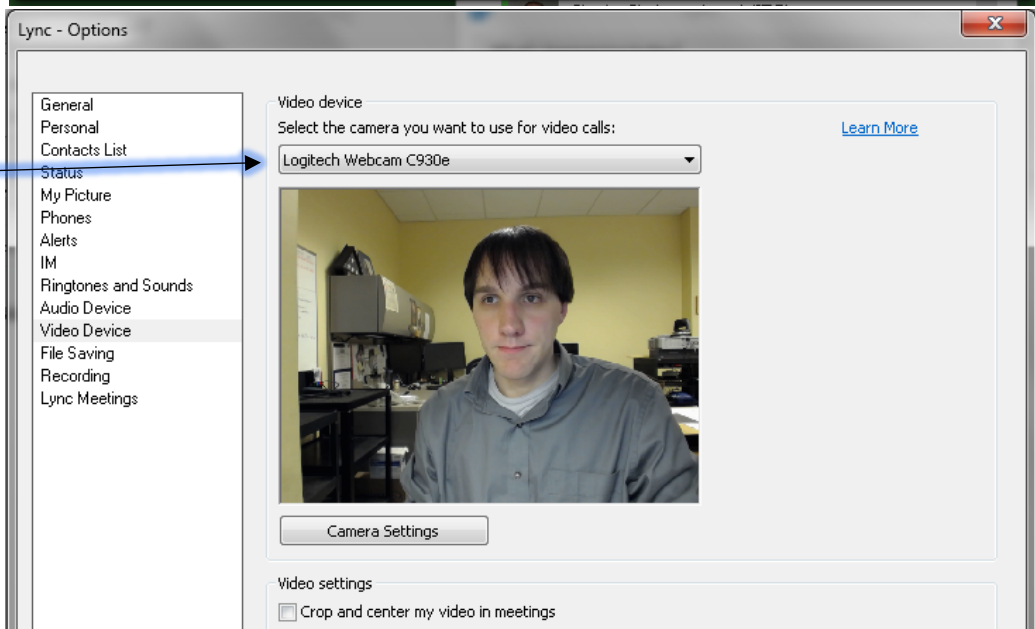 Lync - Options
General
Personal
Contacts List
Status
My Picture
Phones
Alerts
IM
Ringtones and Sounds
Audio Device
Video Device
File Saving
Recording
Lync Meetings
Video device
Select the camera you want to use for video calls:
Learn More
Logitech Webcam C930e
Camera Settings
Video settings
Crop and center my video in meetings